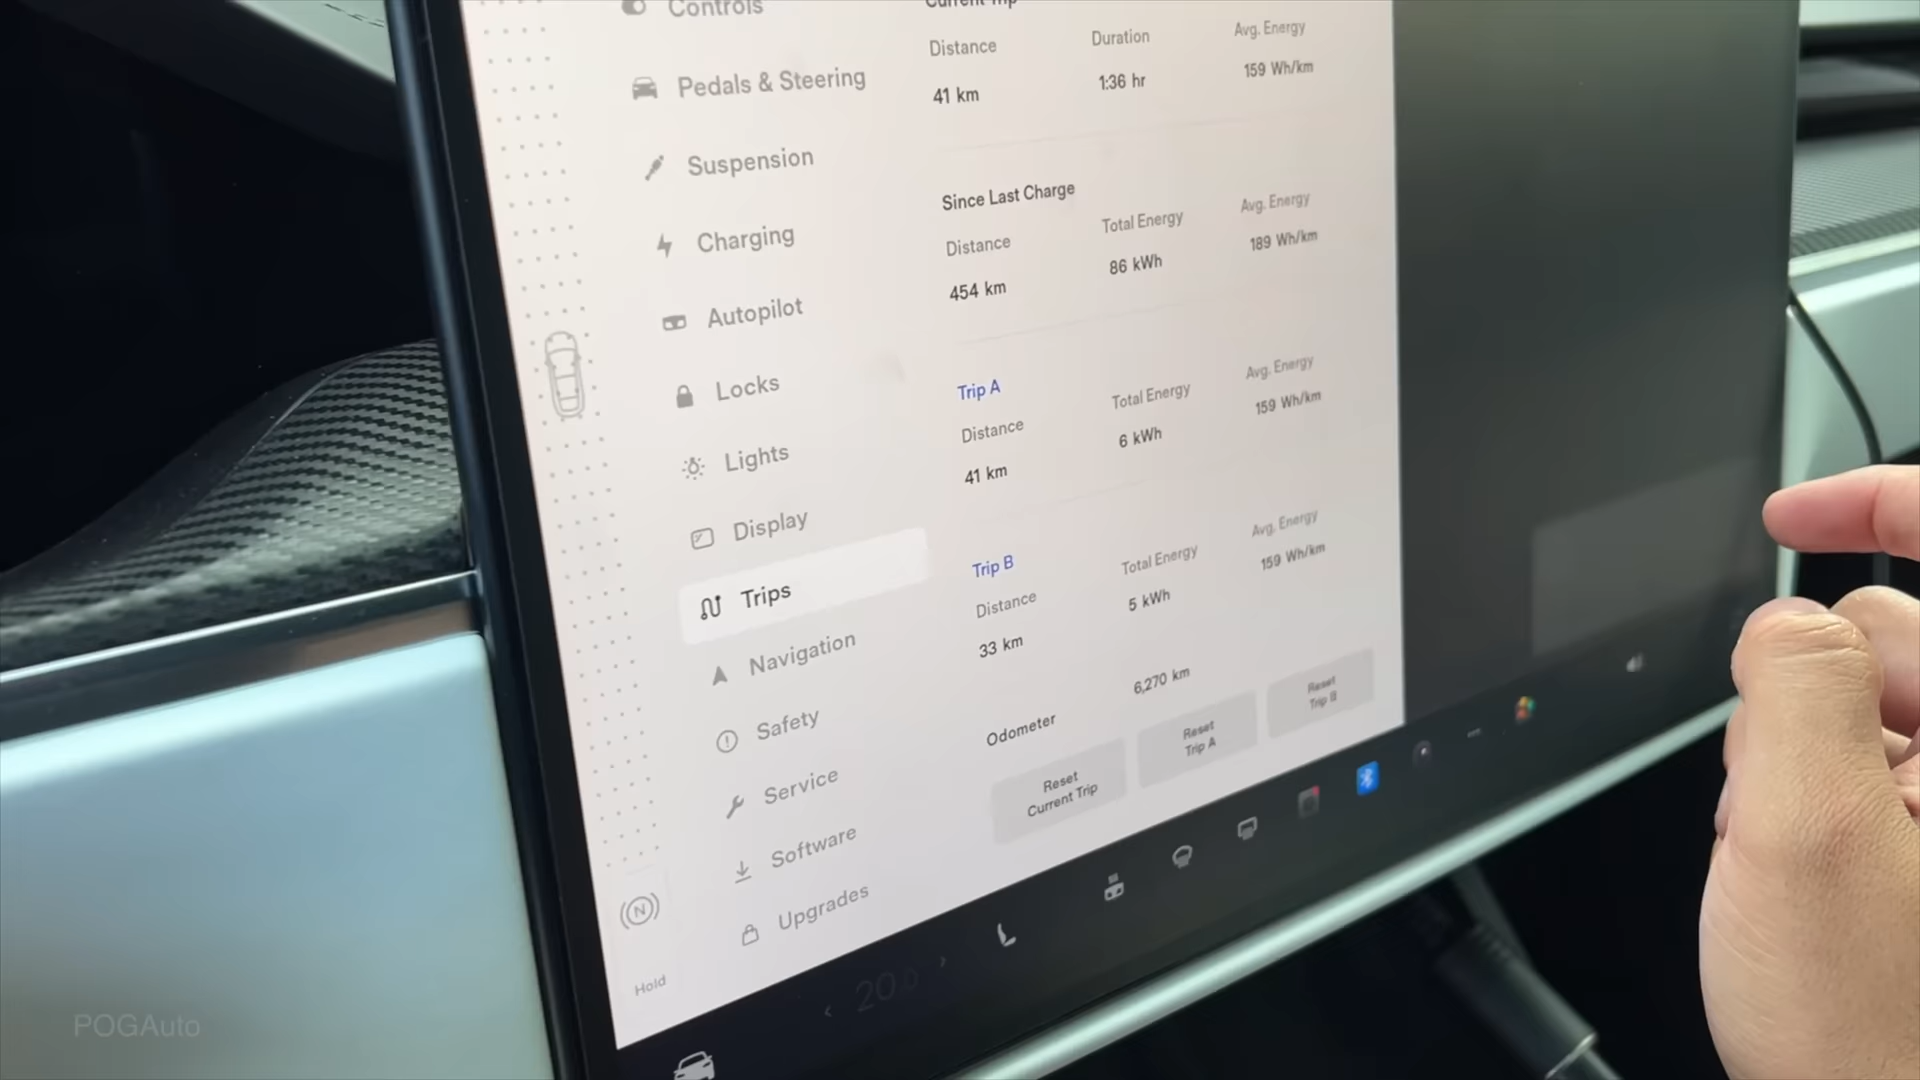 Controls
Pedals & Steering
Suspension
Charging
Autopilot
Locks
Lights
Display
Trips
Navigation
Safety
Service
Software
Upgrades
N
Hold
Current Trip
Distance Duration Avg. Energy
41 km 1:36 hr 159 Wh/km
Since Last Charge
Distance Total Energy Avg. Energy
454 km 86 kWh 189 Wh/km
Trip A
Distance Total Energy Avg. Energy
41 km 6 kWh 159 Wh/km
Trip B
Distance Total Energy Avg. Energy
33 km 5 kWh 159 Wh/km
Odometer 6,270 km
Reset
Current Trip
Reset
Trip A
Reset
Trip B
POGAuto